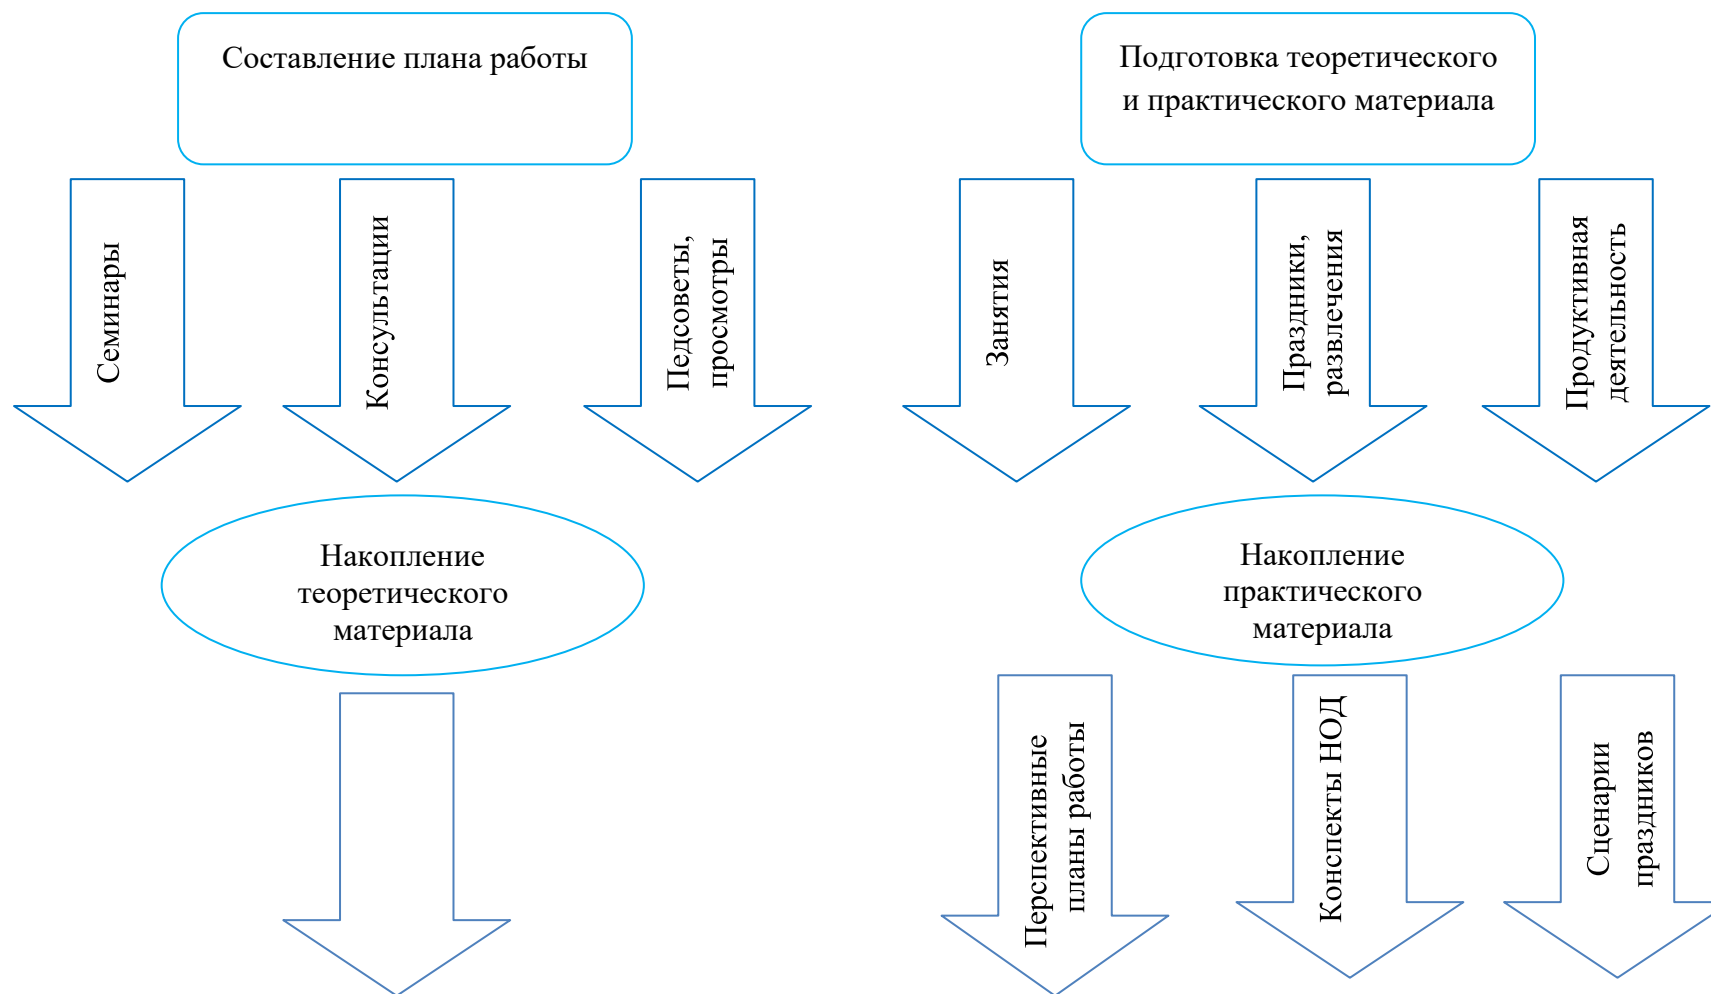 Составление плана работы
Подготовка теоретического
и практического материала
Семинары
Консультации
Педсоветы,
просмотры
Занятия
Праздники,
развлечения
Продуктивная
деятельность
Накопление
теоретического
материала
Накопление
практического
материала
Перспективные
планы работы
Конспекты НОД
Сценарии
праздников